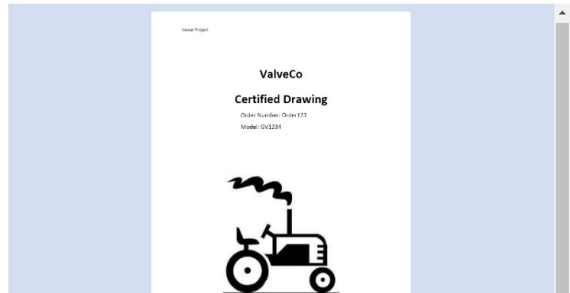 Vessel Project
ValveCo
Certified Drawing
Order Number: Order123
Model: GV1234